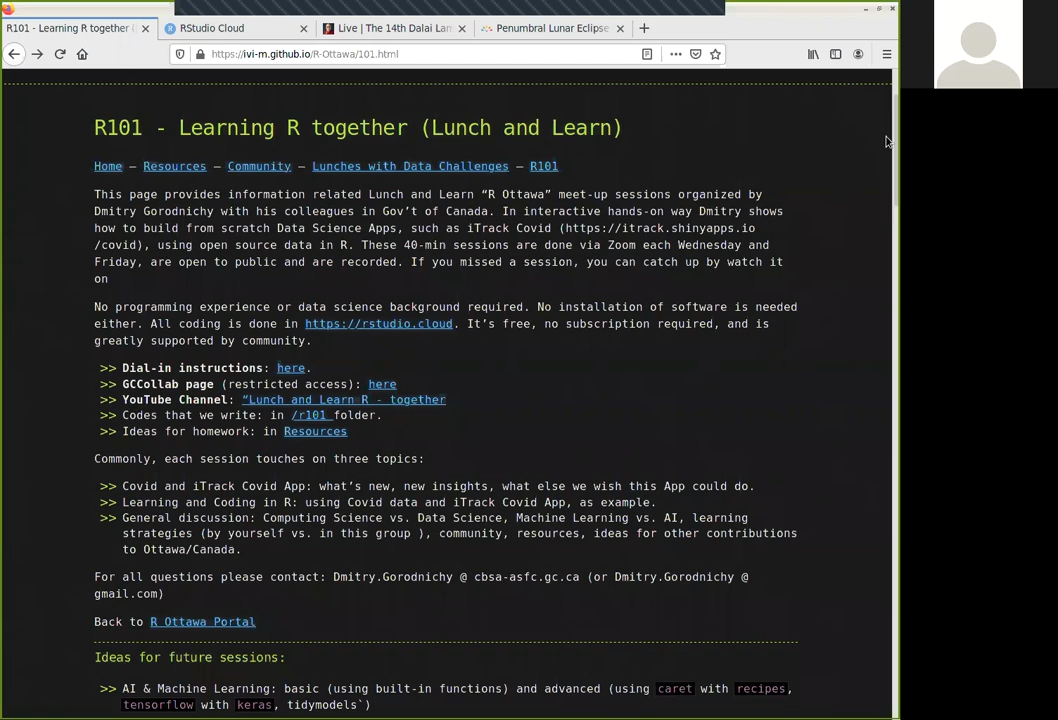 R101 - Learning R together (
RStudio Cloud
Live | The 14th Dalai Lan
Penumbral Lunar Eclipse
https://ivi-m.github.io/R-Ottawa/101.html
R101 - Learning R together (Lunch and Learn)
Home — Resources — Community — Lunches with Data Challenges — R101
This page provides information related Lunch and Learn “R Ottawa” meet-up sessions organized by
Dmitry Gorodnichy with his colleagues in Gov’t of Canada. In interactive hands-on way Dmitry shows
how to build from scratch Data Science Apps, such as iTrack Covid (https://itrack.shinyapps.io
/covid), using open source data in R. These 40-min sessions are done via Zoom each Wednesday and
Friday, are open to public and are recorded. If you missed a session, you can catch up by watch it
on
No programming experience or data science background required. No installation of software is needed
either. All coding is done in https://rstudio.cloud. It’s free, no subscription required, and is
greatly supported by community.
>> Dial-in instructions: here.
>> GCCollab page (restricted access): here
>> YouTube Channel: “Lunch and Learn R - together
>> Codes that we write: in /r101 folder.
>> Ideas for homework: in Resources
Commonly, each session touches on three topics:
>> Covid and iTrack Covid App: what’s new, new insights, what else we wish this App could do.
>> Learning and Coding in R: using Covid data and iTrack Covid App, as example.
>> General discussion: Computing Science vs. Data Science, Machine Learning vs. AI, learning
strategies (by yourself vs. in this group ), community, resources, ideas for other contributions
to Ottawa/Canada.
For all questions please contact: Dmitry.Gorodnichy @ cbsa-asfc.gc.ca (or Dmitry.Gorodnichy @
gmail.com)
Back to R Ottawa Portal
Ideas for future sessions:
>> AI & Machine Learning: basic (using built-in functions) and advanced (using caret with recipes,
tensorflow with keras, tidymodels`)